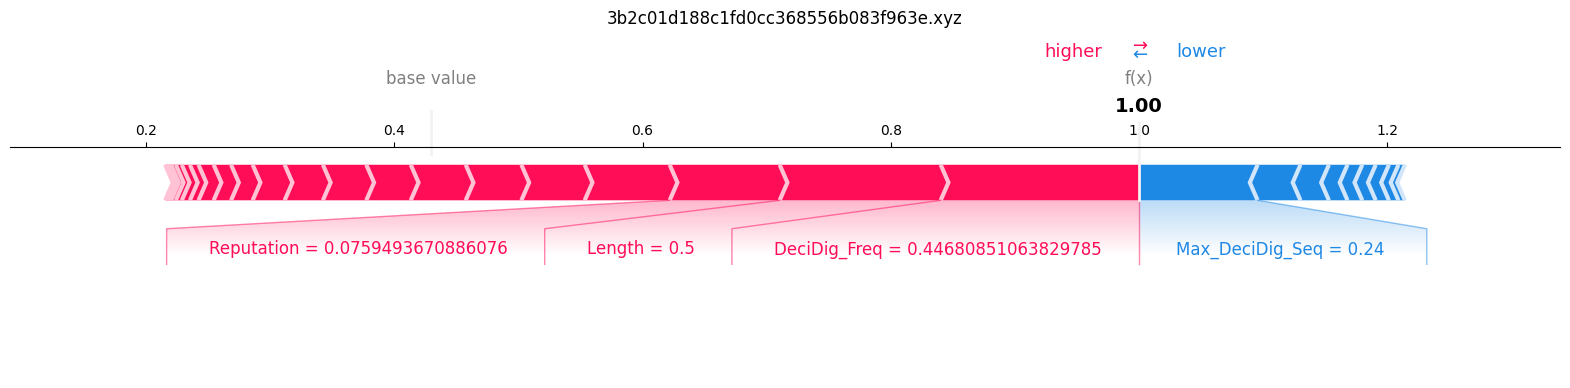 3b2c01d188c1fd0cc368556b083f963e.xyz
higher → ← lower
base value f(x)
1.00
0.2 0.4 0.6 0.8 1.0 1.2
Reputation = 0.0759493670886076 Length = 0.5 DeciDig_Freq = 0.44680851063829785 Max_DeciDig_Seq = 0.24